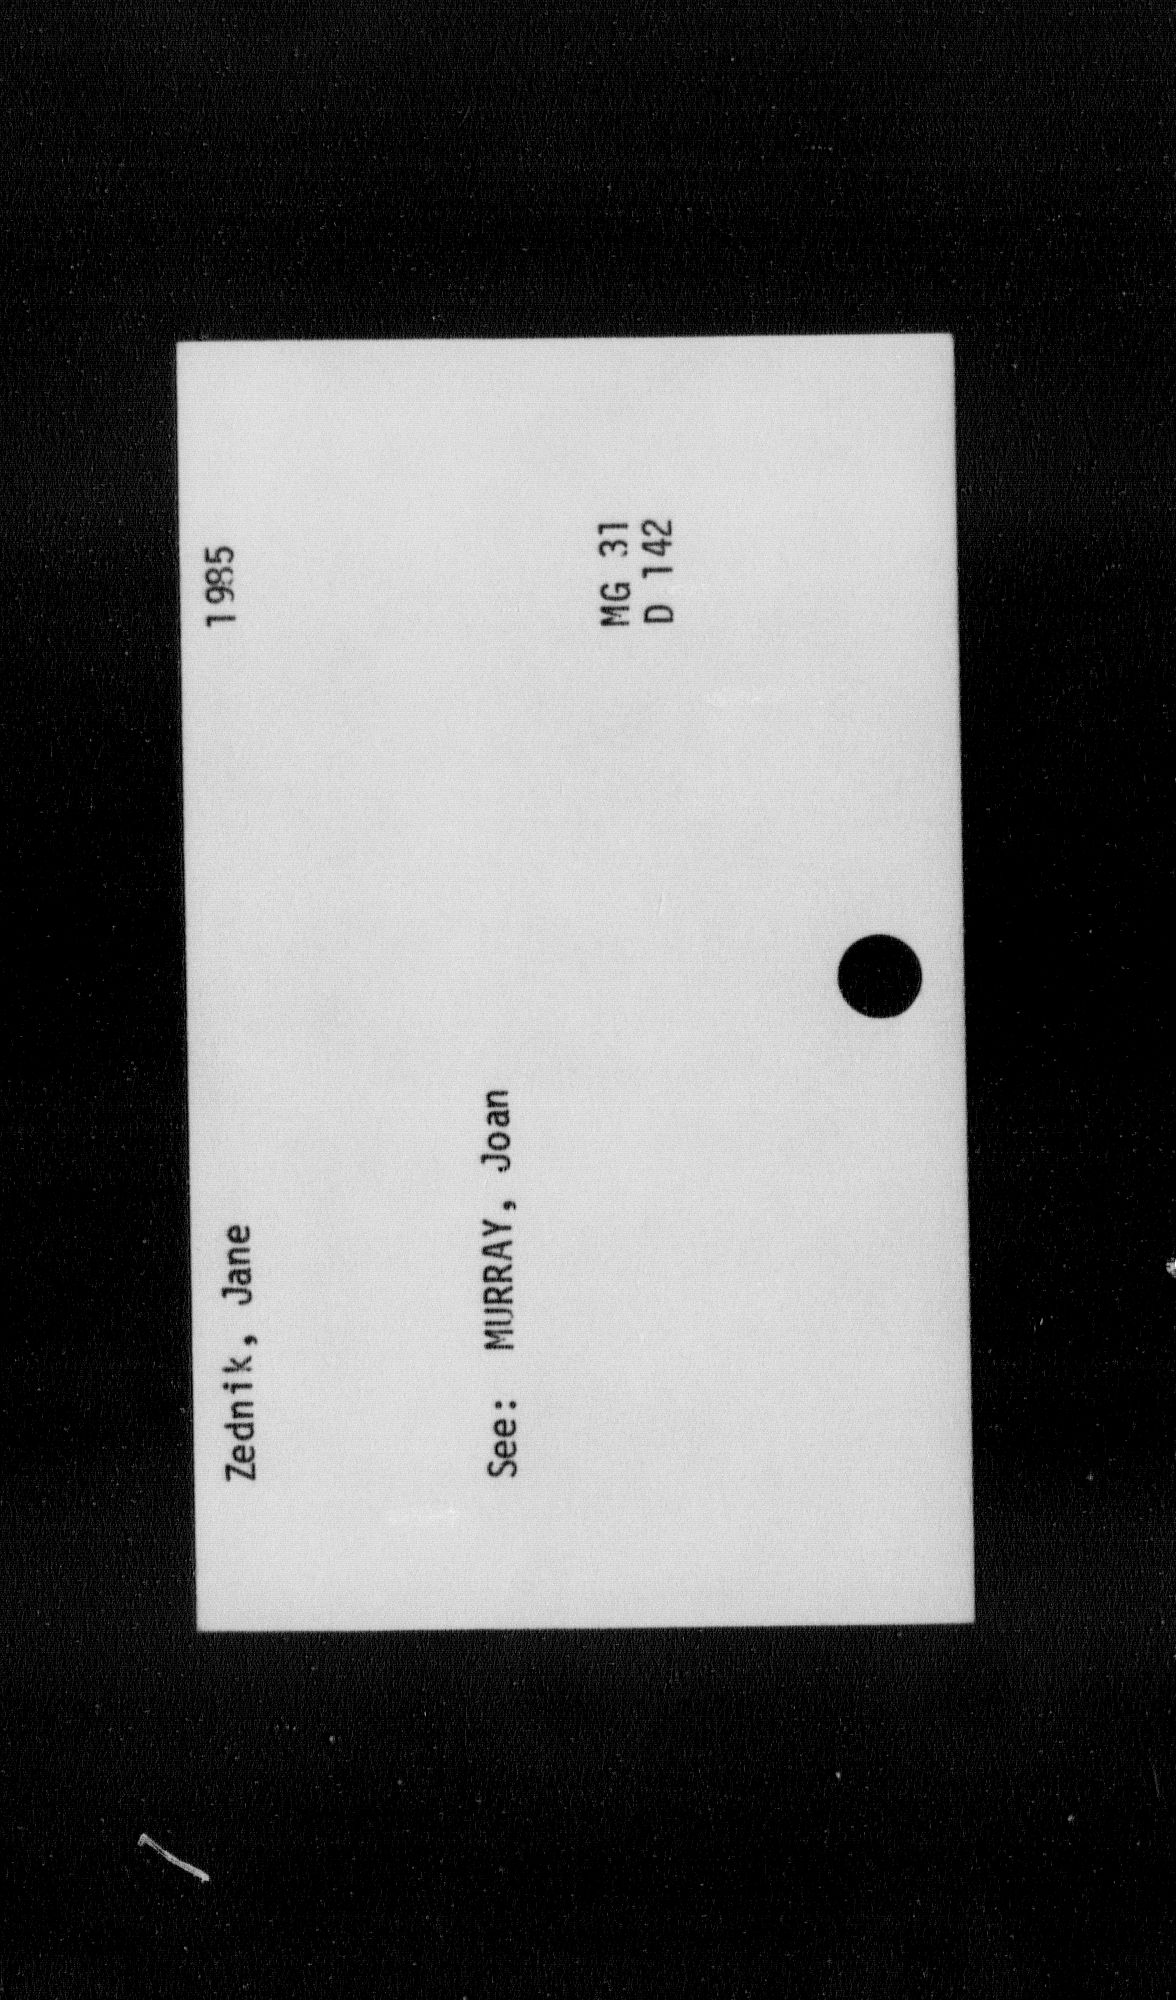 Zednik, Jane 1985
See: MURRAY, Joan
MG 31
D 142